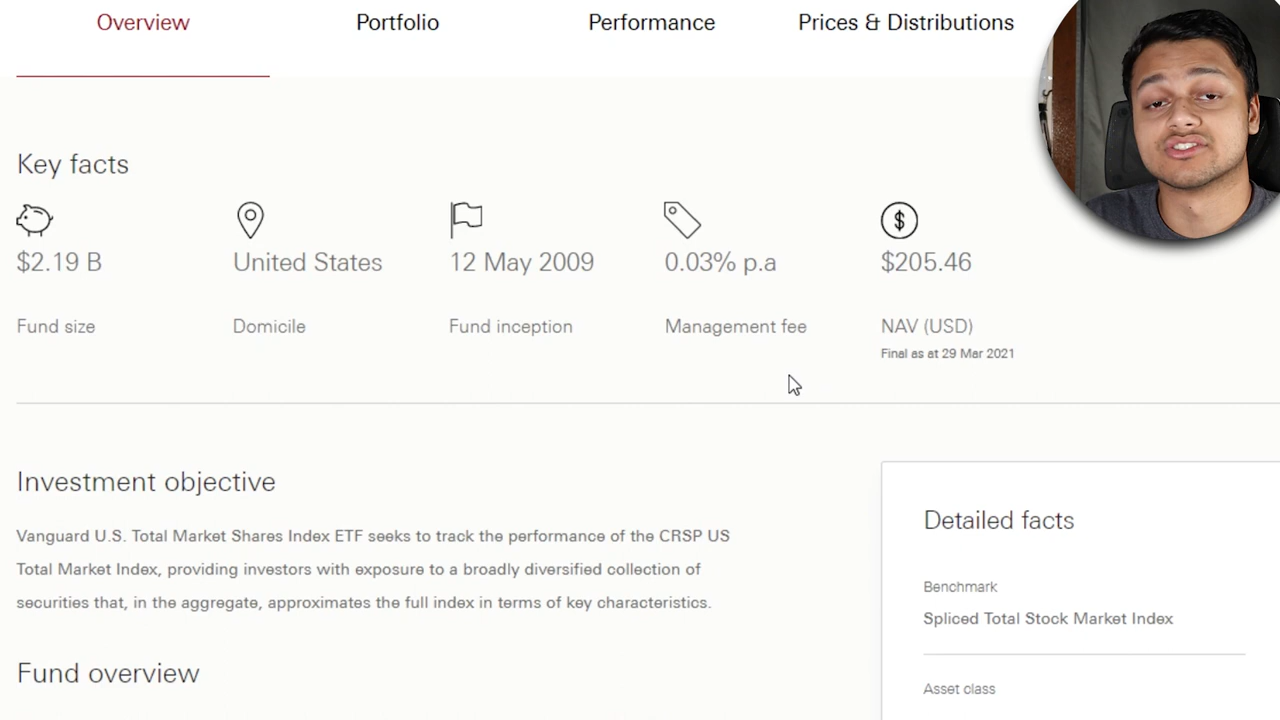 Overview Portfolio Performance Prices & Distributions
Key facts
$2.19 B United States 12 May 2009 0.03% p.a $205.46
Fund size Domicile Fund inception Management fee NAV (USD)
Final as at 29 Mar 2021
Investment objective
Vanguard U.S. Total Market Shares Index ETF seeks to track the performance of the CRSP US
Total Market Index, providing investors with exposure to a broadly diversified collection of
securities that, in the aggregate, approximates the full index in terms of key characteristics.
Fund overview
Detailed facts
Benchmark
Spliced Total Stock Market Index
Asset class